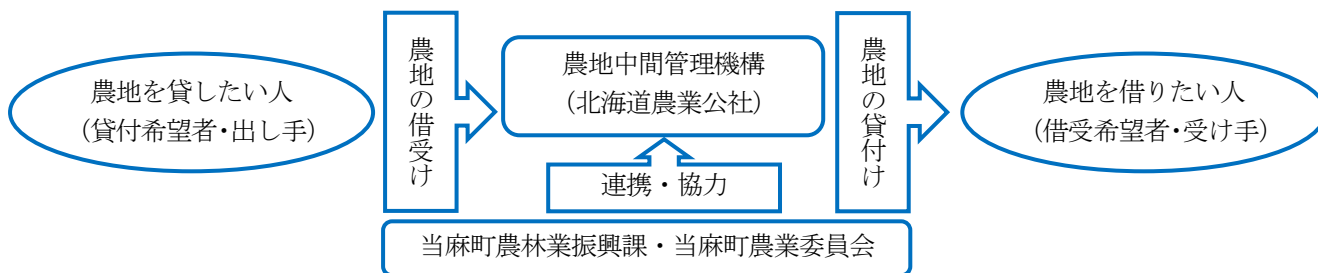 農地を貸したい人
(貸付希望者・出し手)
農地の借受け
農地中間管理機構
(北海道農業公社)
連携・協力
農地の貸付け
農地を借りたい人
(借受希望者・受け手)
当麻町農林業振興課・当麻町農業委員会